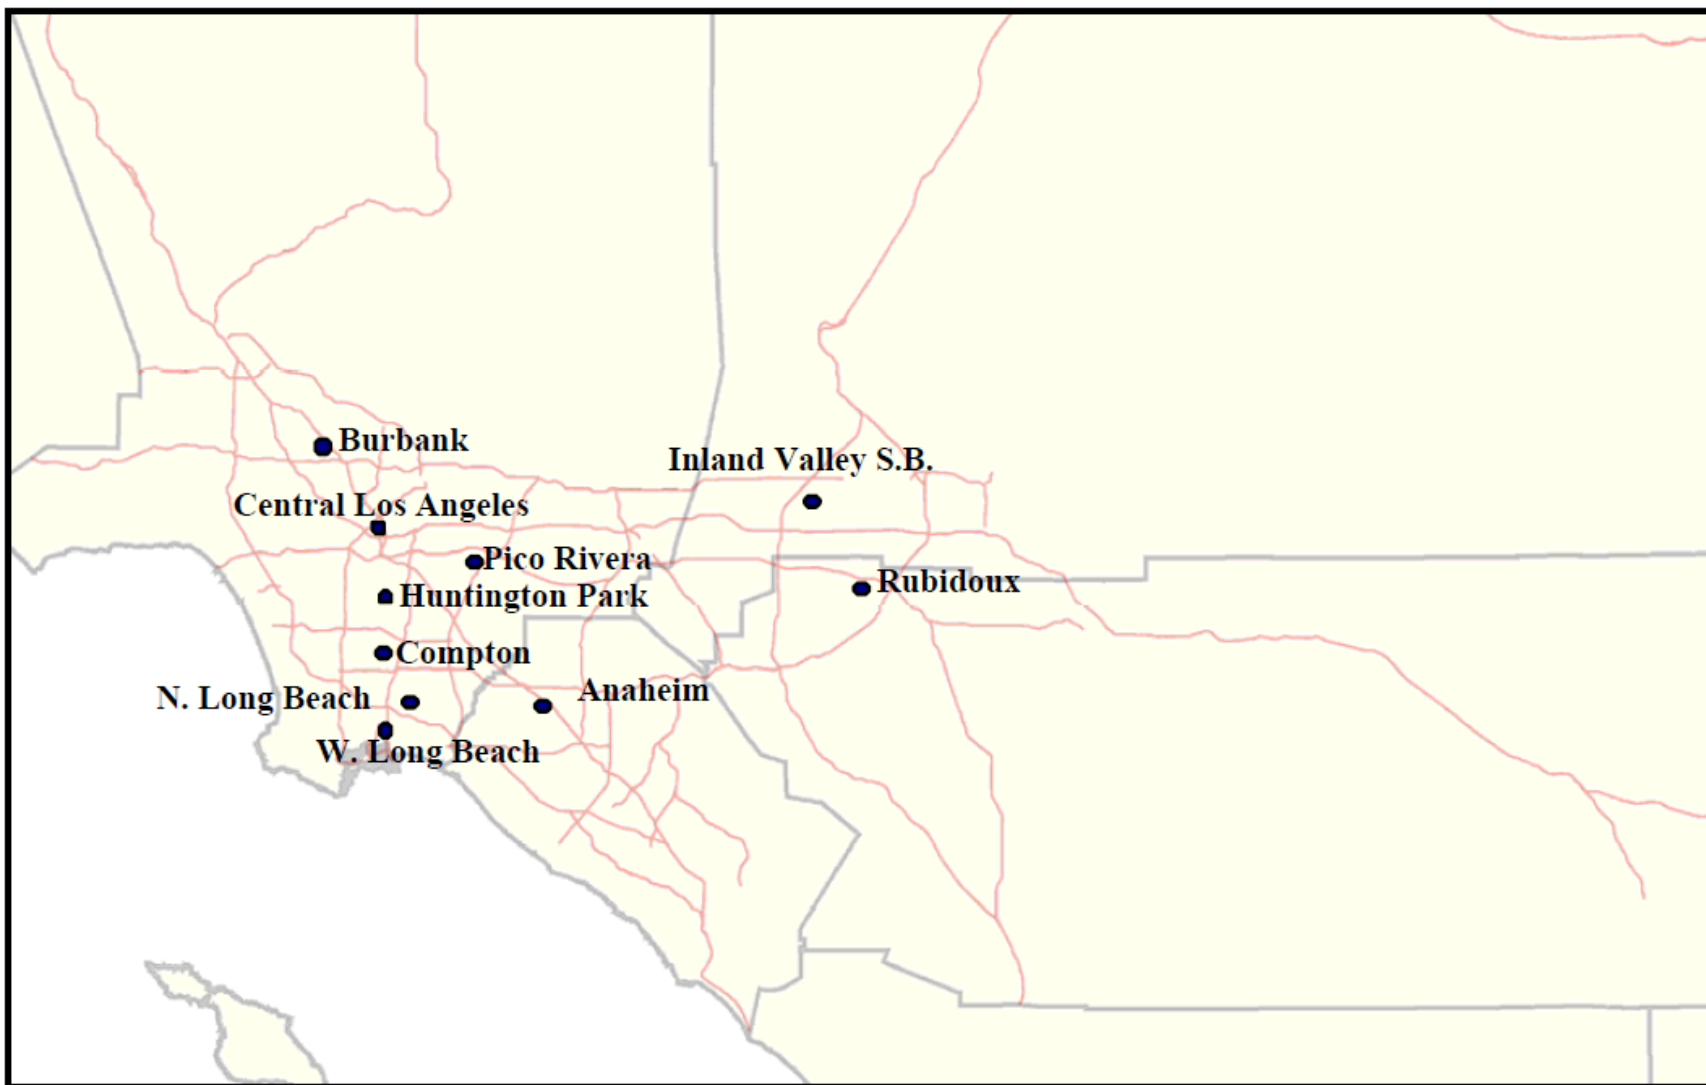 Burbank
Inland Valley S.B.
Central Los Angeles
Pico Rivera
Rubidoux
Huntington Park
Compton
Anaheim
N. Long Beach
W. Long Beach